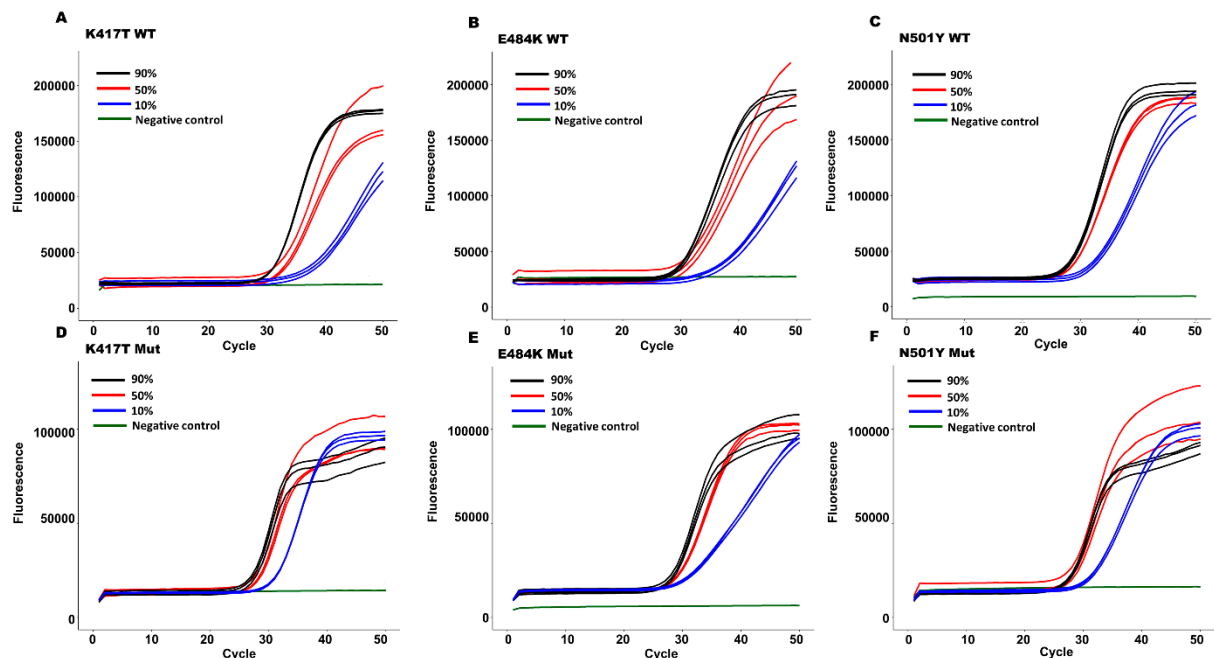 A
K417T WT
90%
50%
10%
Negative control
200000
150000
100000
50000
0
Fluorescence
0 10 20 30 40 50
Cycle
B
E484K WT
90%
50%
10%
Negative control
200000
150000
100000
50000
0
Fluorescence
0 10 20 30 40 50
Cycle
C
N501Y WT
90%
50%
10%
Negative control
200000
150000
100000
50000
0
Fluorescence
0 10 20 30 40 50
Cycle
D
K417T Mut
90%
50%
10%
Negative control
100000
50000
0
Fluorescence
0 10 20 30 40 50
Cycle
E
E484K Mut
90%
50%
10%
Negative control
100000
50000
0
Fluorescence
0 10 20 30 40 50
Cycle
F
N501Y Mut
90%
50%
10%
Negative control
100000
50000
0
Fluorescence
0 10 20 30 40 50
Cycle